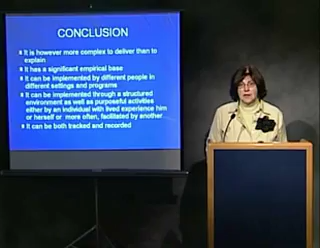 CONCLUSION
It is however more complex to deliver than to
explain
It has a significant empirical base
It can be implemented by different people in
different settings and programs
It can be implemented through a structured
environment as well as purposeful activities
either by an individual with lived experience him
or herself or more often, facilitated by another
It can be both tracked and recorded